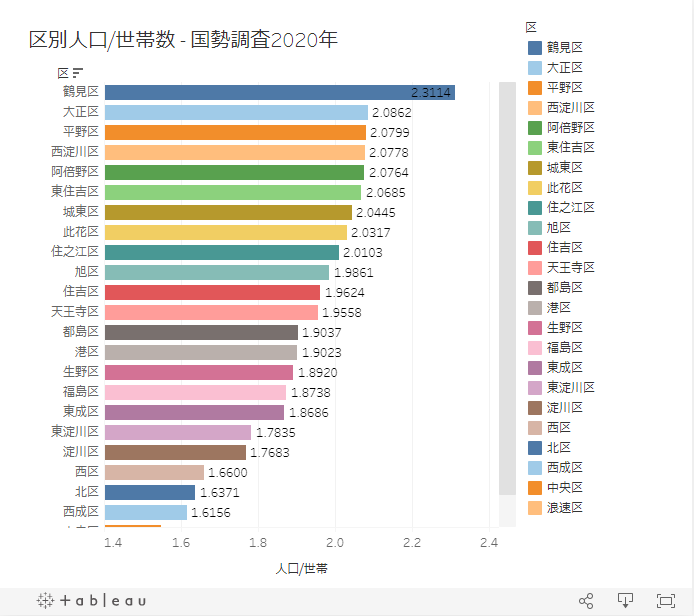 区別人口/世帯数 - 国勢調査2020年
区
鶴見区 2.3114
大正区 2.0862
平野区 2.0799
西淀川区 2.0778
阿倍野区 2.0764
東住吉区 2.0685
城東区 2.0445
此花区 2.0317
住之江区 2.0103
旭区 1.9861
住吉区 1.9624
天王寺区 1.9558
都島区 1.9037
港区 1.9023
生野区 1.8920
福島区 1.8738
東成区 1.8686
東淀川区 1.7835
淀川区 1.7683
西区 1.6600
北区 1.6371
西成区 1.6156
1.4 1.6 1.8 2.0 2.2 2.4
人口/世帯
区
鶴見区
大正区
平野区
西淀川区
阿倍野区
東住吉区
城東区
此花区
住之江区
旭区
住吉区
天王寺区
都島区
港区
生野区
福島区
東成区
東淀川区
淀川区
西区
北区
西成区
中央区
浪速区
+ableau